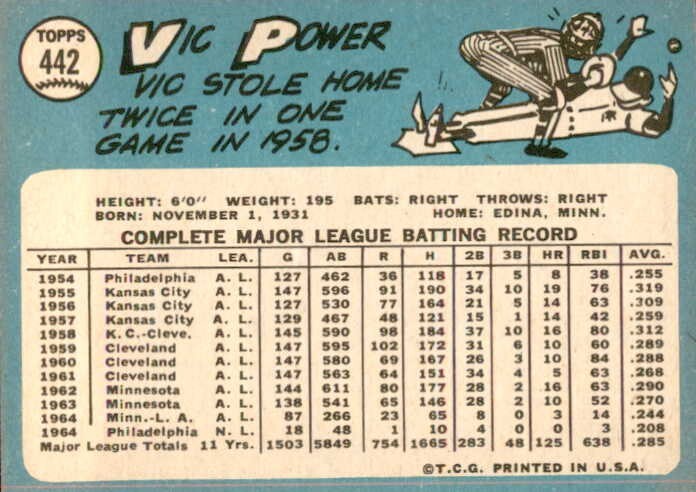 TOPPS
442
VIC POWER
VIC STOLE HOME
TWICE IN ONE
GAME IN 1958.
HEIGHT: 6'0" WEIGHT: 195 BATS: RIGHT THROWS: RIGHT
BORN: NOVEMBER 1, 1931 HOME: EDINA, MINN.
COMPLETE MAJOR LEAGUE BATTING RECORD
YEAR TEAM LEA. G AB R H 2B 3B HR RBI AVG.
1954 Philadelphia A. L. 127 462 36 118 17 5 8 38 .255
1955 Kansas City A. L. 147 596 91 190 34 10 19 76 .319
1956 Kansas City A. L. 127 530 77 164 21 5 14 63 .309
1957 Kansas City A. L. 129 467 48 121 15 1 14 42 .259
1958 K. C.-Cleve. A. L. 145 590 98 184 37 10 16 80 .312
1959 Cleveland A. L. 147 595 102 172 31 6 10 60 .289
1960 Cleveland A. L. 147 580 69 167 26 3 10 84 .288
1961 Cleveland A. L. 147 563 64 151 34 4 5 63 .268
1962 Minnesota A. L. 144 611 80 177 28 2 16 63 .290
1963 Minnesota A. L. 138 541 65 146 28 2 10 52 .270
1964 Minn.-L. A. A. L. 87 266 23 65 8 0 3 14 .244
1964 Philadelphia N. L. 18 48 1 10 4 0 0 3 .208
Major League Totals 11 Yrs. 1503 5849 754 1665 283 48 125 638 .285
©T.C.G. PRINTED IN U.S.A.